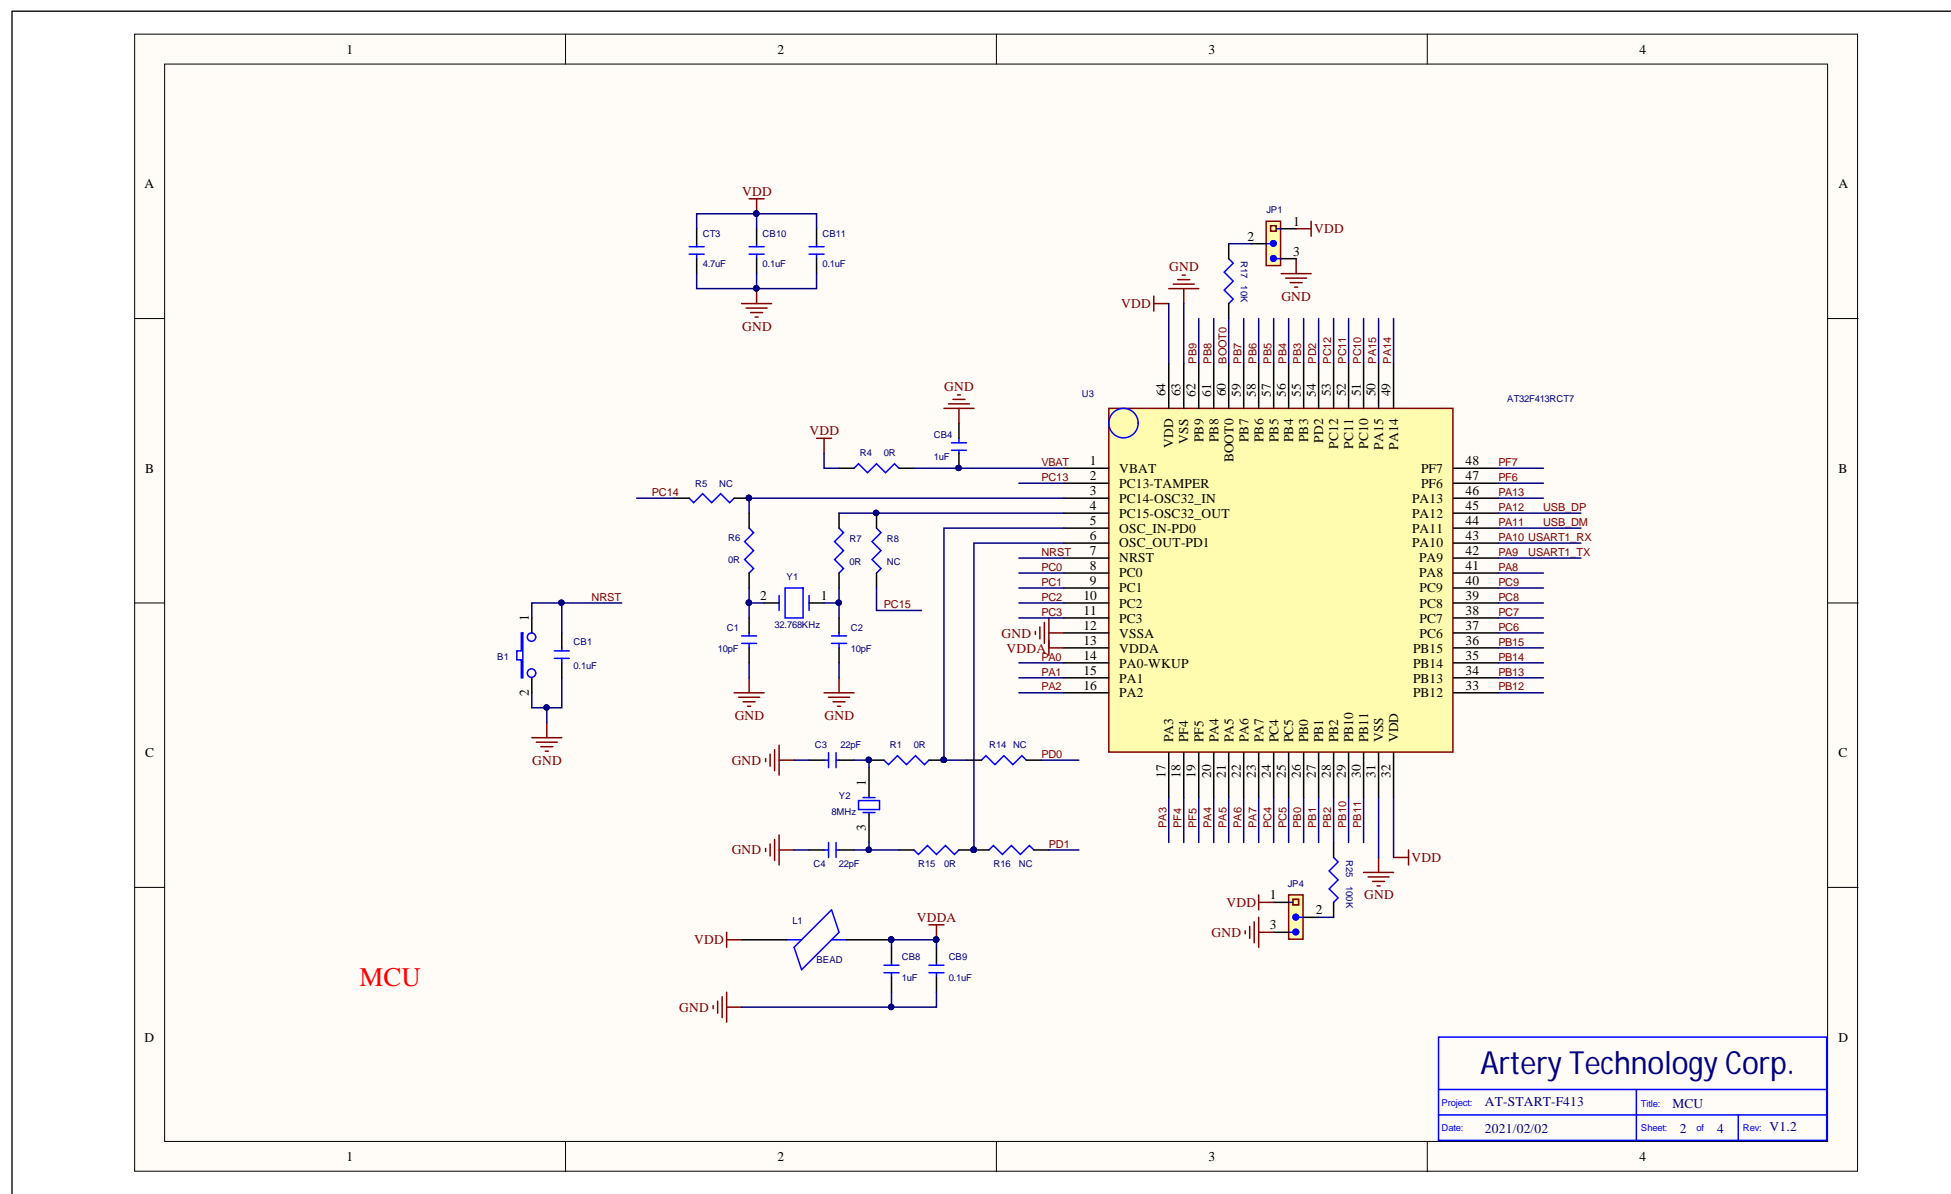 1 2 3 4
A A
B B
C C
D D
1 2 3 4
VDD
CT3 CB10 CB11
4.7uF 0.1uF 0.1uF
GND
JP1
1 VDD
2
3
GND
R17 10K
GND
VDD
PB9
PB8
BOOT0
PB7
PB6
PB5
PB4
PB3
PD2
PC12
PC11
PC10
PA15
PA14
64
63
62
61
60
59
58
57
56
55
54
53
52
51
50
49
U3
AT32F413RCT7
VDD
VSS
PB9
PB8
BOOT0
PB7
PB6
PB5
PB4
PB3
PD2
PC12
PC11
PC10
PA15
PA14
GND
CB4
1uF
VDD
R4 0R
VBAT 1 VBAT
PC13 2 PC13-TAMPER
PC14 R5 NC
3 PC14-OSC32_IN
4 PC15-OSC32_OUT
5 OSC_IN-PD0
6 OSC_OUT-PD1
NRST 7 NRST
PC0 8 PC0
PC1 9 PC1
PC2 10 PC2
PC3 11 PC3
GND 12 VSSA
VDDA 13 VDDA
PA0 14 PA0-WKUP
PA1 15 PA1
PA2 16 PA2
PF7 48 PF7
PF6 47 PF6
PA13 46 PA13
PA12 45 PA12 USB_DP
PA11 44 PA11 USB_DM
PA10 43 PA10 USART1_RX
PA9 42 PA9 USART1_TX
PA8 41 PA8
PC9 40 PC9
PC8 39 PC8
PC7 38 PC7
PC6 37 PC6
PB15 36 PB15
PB14 35 PB14
PB13 34 PB13
PB12 33 PB12
R6 0R
R7 0R
R8 NC
Y1
2 1
32.768KHz
PC15
C1 10pF
C2 10pF
GND GND
NRST
1
B1
2
CB1
0.1uF
GND
PA3
PF4
PF5
PA4
PA5
PA6
PA7
PC4
PC5
PB0
PB1
PB2
PB10
PB11
VSS
VDD
17
18
19
20
21
22
23
24
25
26
27
28
29
30
31
32
PA3
PF4
PF5
PA4
PA5
PA6
PA7
PC4
PC5
PB0
PB1
PB2
PB10
PB11
GND
VDD
R25 100K
GND C3 22pF R1 0R R14 NC PD0
1
Y2
8MHz
3
GND C4 22pF R15 0R R16 NC PD1
JP4
VDD 1
2
GND 3
L1
VDD
BEAD
VDDA
CB8 CB9
1uF 0.1uF
GND
MCU
Artery Technology Corp.
Project: AT-START-F413 Title: MCU
Date: 2021/02/02 Sheet: 2 of 4 Rev: V1.2